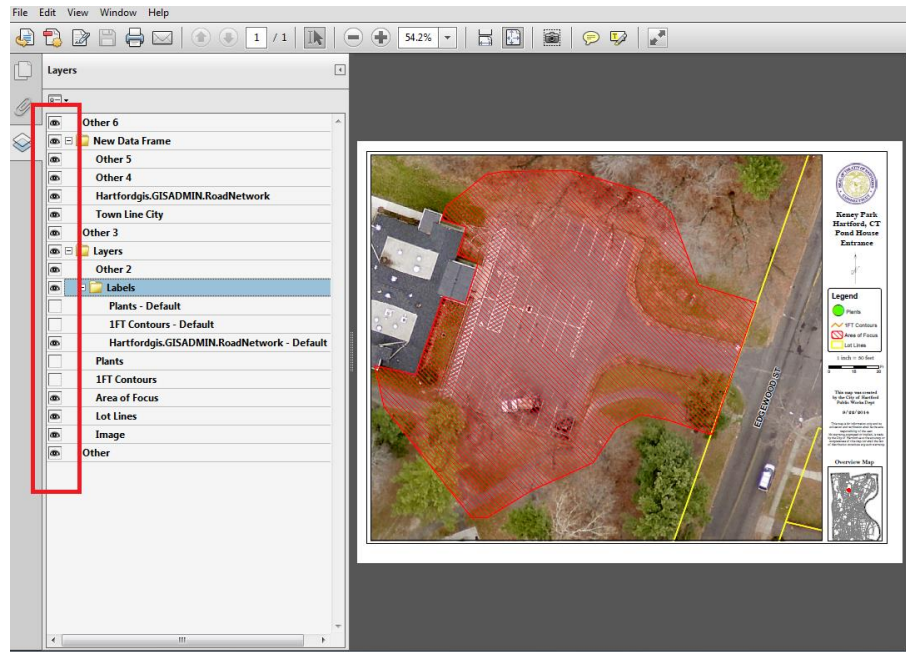 File Edit View Window Help
1 / 1 54.2%
Layers
Other 6
New Data Frame
Other 5
Other 4
Hartfordgis.GISADMIN.RoadNetwork
Town Line City
Other 3
Layers
Other 2
Labels
Plants - Default
1FT Contours - Default
Hartfordgis.GISADMIN.RoadNetwork - Default
Plants
1FT Contours
Area of Focus
Lot Lines
Image
Other
EDGEWOOD ST
Keney Park
Hartford, CT
Pond House
Entrance
Legend
Plants
1FT Contours
Area of Focus
Lot Lines
1 inch = 30 feet
This map was created
by the City of Hartford
Public Works Dept
Overview Map